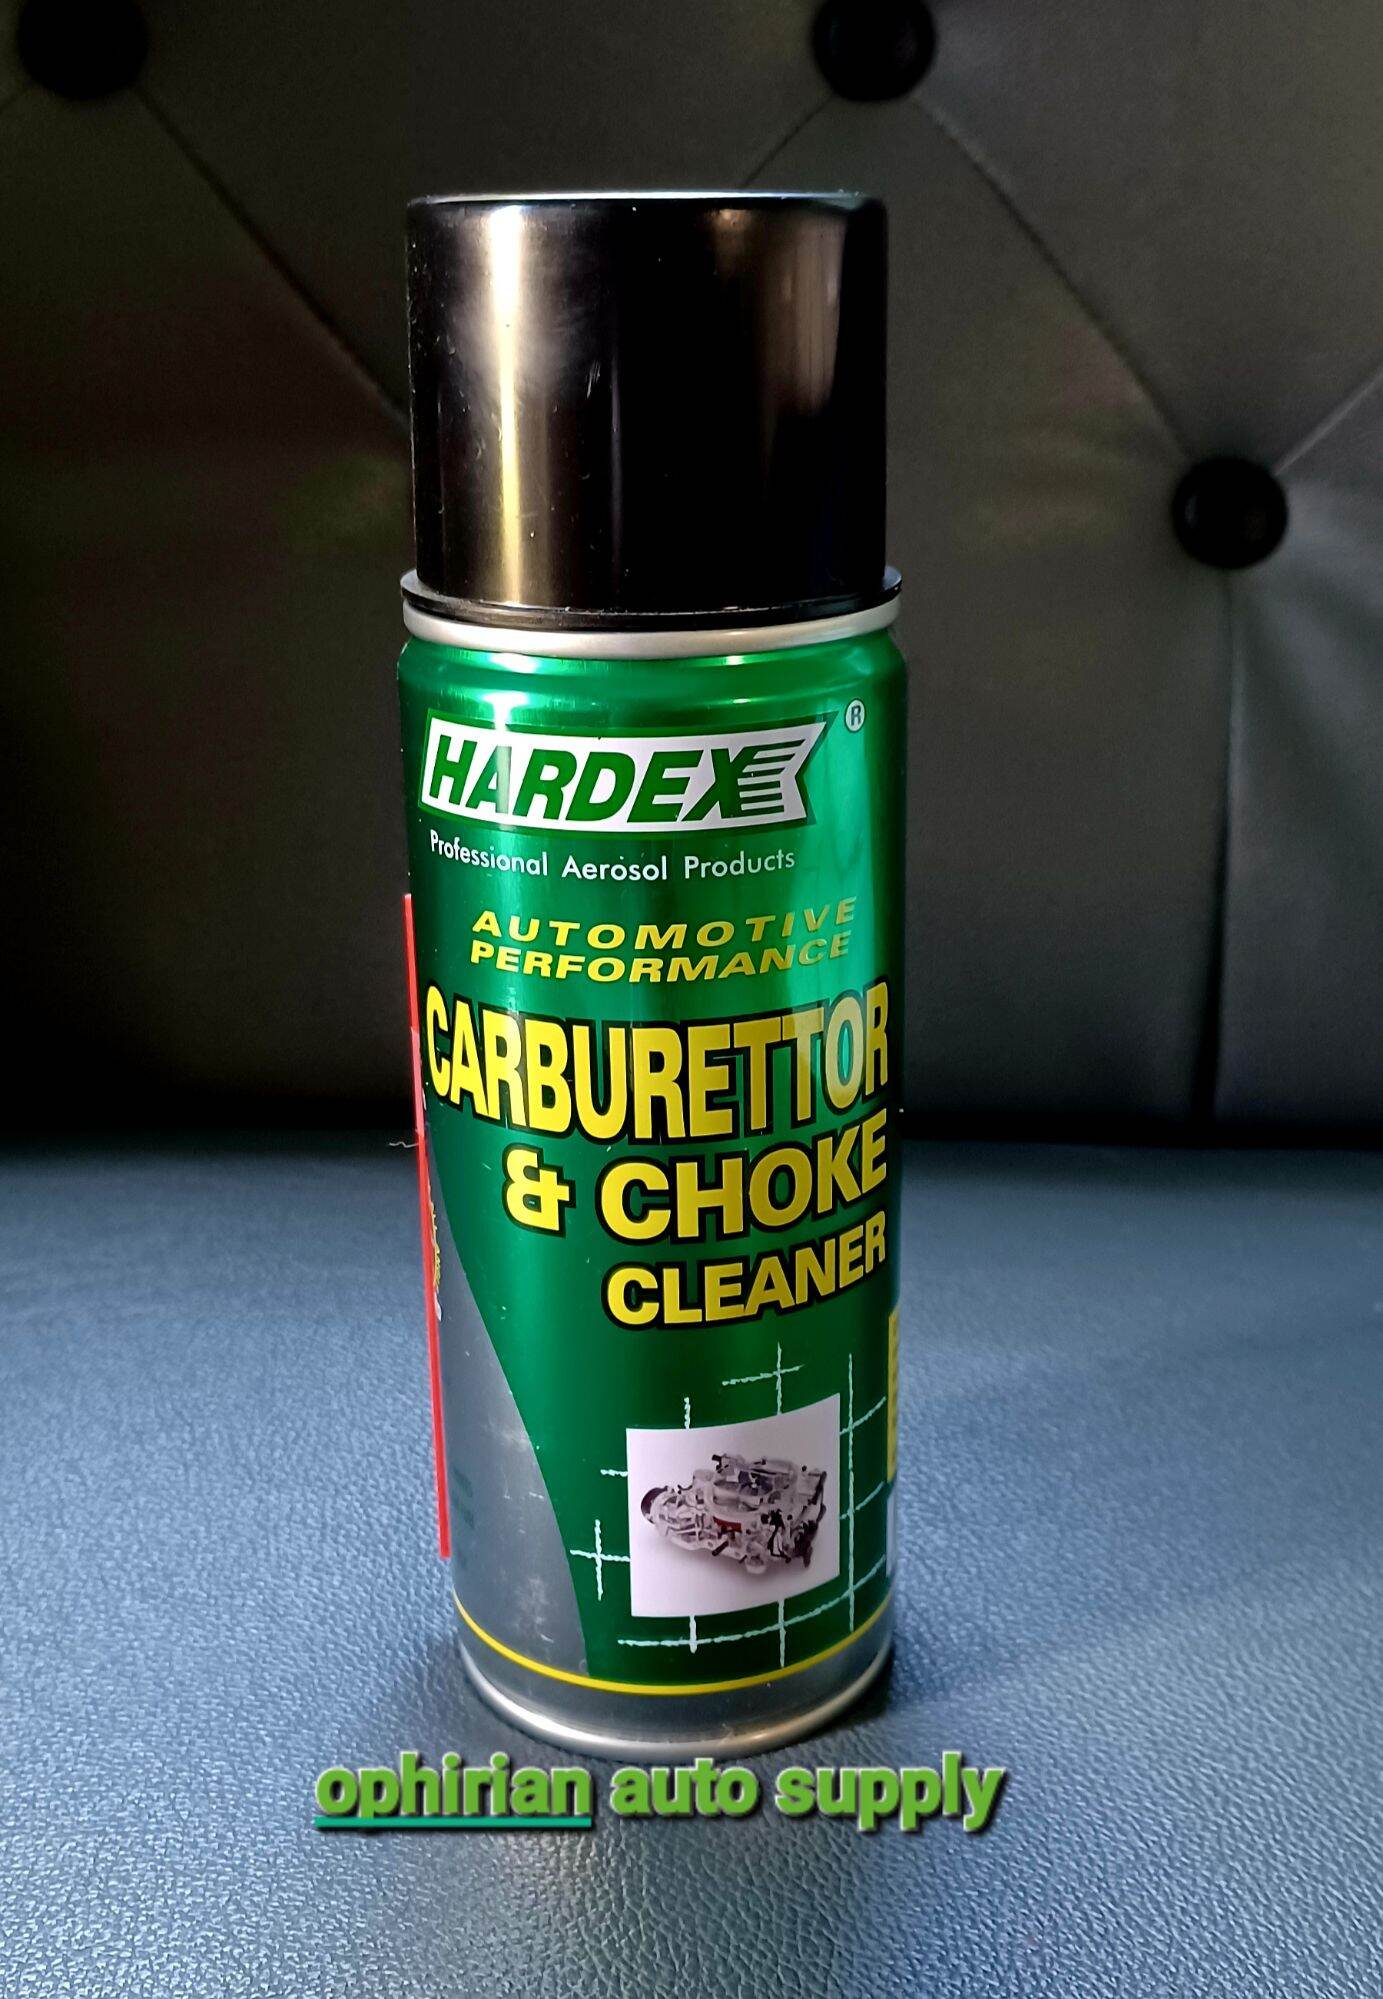 HARDEX
®
Professional Aerosol Products
AUTOMOTIVE
PERFORMANCE
CARBURETTOR
& CHOKE
CLEANER
ophirian auto supply